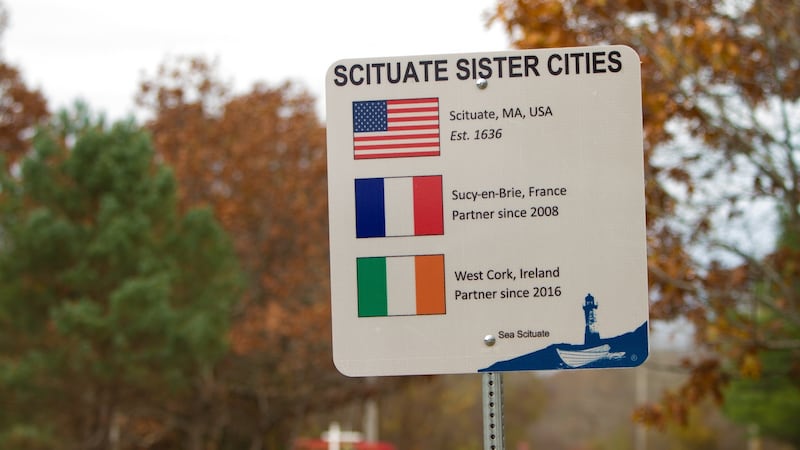 SCITUATE SISTER CITIES
Scituate, MA, USA
Est. 1636
Sucy-en-Brie, France
Partner since 2008
West Cork, Ireland
Partner since 2016
Sea Scituate
®